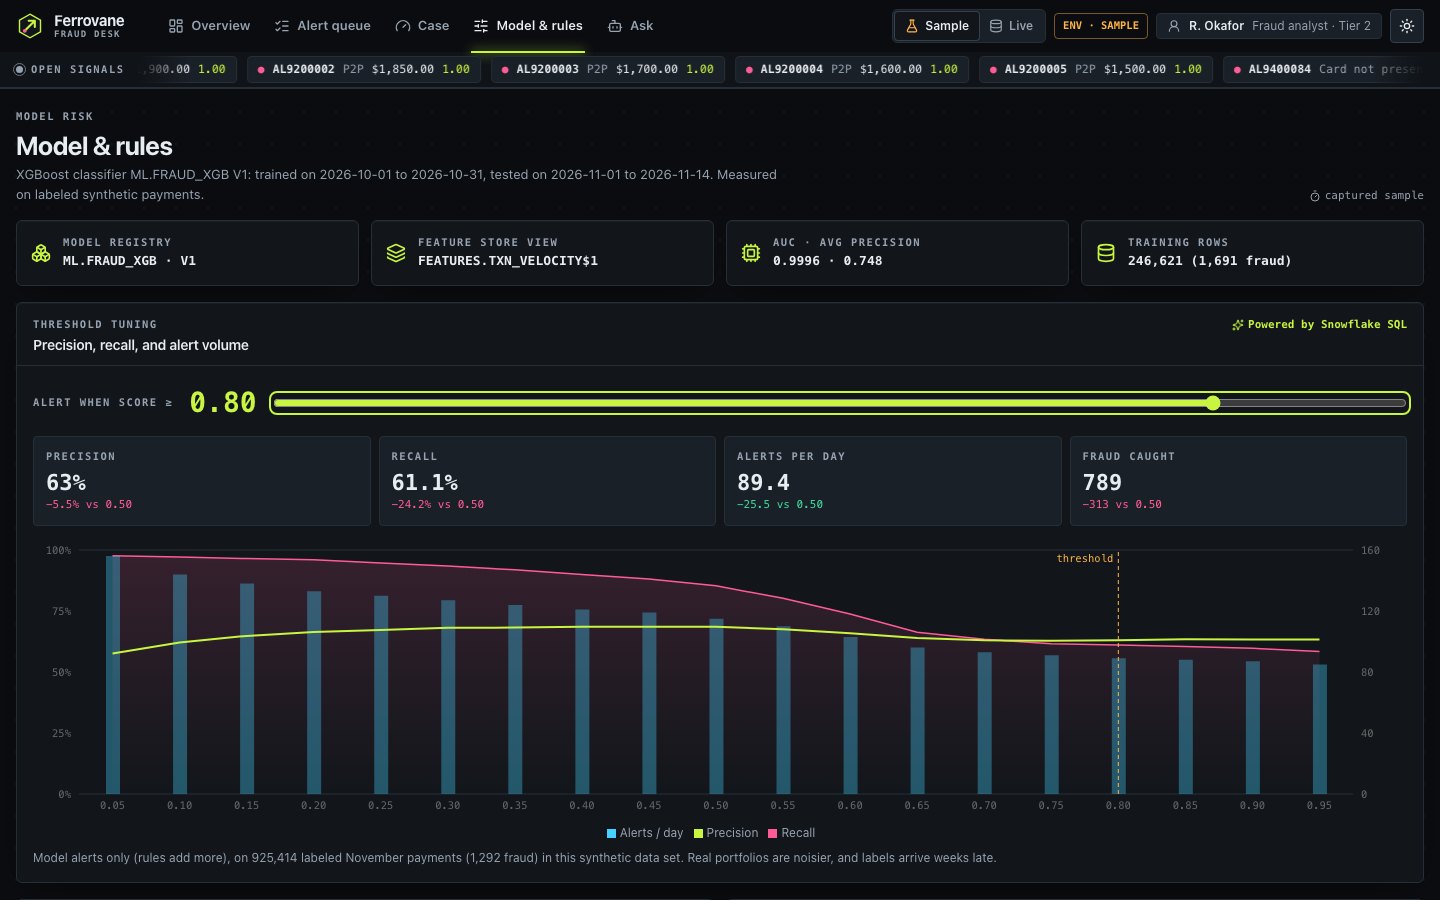 Ferrovane
FRAUD DESK
Overview
Alert queue
Case
Model & rules
Ask
Sample
Live
ENV · SAMPLE
R. Okafor Fraud analyst · Tier 2
OPEN SIGNALS
,900.00 1.00
AL9200002 P2P $1,850.00 1.00
AL9200003 P2P $1,700.00 1.00
AL9200004 P2P $1,600.00 1.00
AL9200005 P2P $1,500.00 1.00
AL9400084 Card not presen
MODEL RISK
Model & rules
XGBoost classifier ML.FRAUD_XGB V1: trained on 2026-10-01 to 2026-10-31, tested on 2026-11-01 to 2026-11-14. Measured
on labeled synthetic payments.
captured sample
MODEL REGISTRY
ML.FRAUD_XGB · V1
FEATURE STORE VIEW
FEATURES.TXN_VELOCITY$1
AUC · AVG PRECISION
0.9996 · 0.748
TRAINING ROWS
246,621 (1,691 fraud)
THRESHOLD TUNING
Powered by Snowflake SQL
Precision, recall, and alert volume
ALERT WHEN SCORE ≥ 0.80
PRECISION
63%
−5.5% vs 0.50
RECALL
61.1%
−24.2% vs 0.50
ALERTS PER DAY
89.4
−25.5 vs 0.50
FRAUD CAUGHT
789
−313 vs 0.50
100%
75%
50%
25%
0%
threshold
160
120
80
40
0
0.05 0.10 0.15 0.20 0.25 0.30 0.35 0.40 0.45 0.50 0.55 0.60 0.65 0.70 0.75 0.80 0.85 0.90 0.95
Alerts / day Precision Recall
Model alerts only (rules add more), on 925,414 labeled November payments (1,292 fraud) in this synthetic data set. Real portfolios are noisier, and labels arrive weeks late.